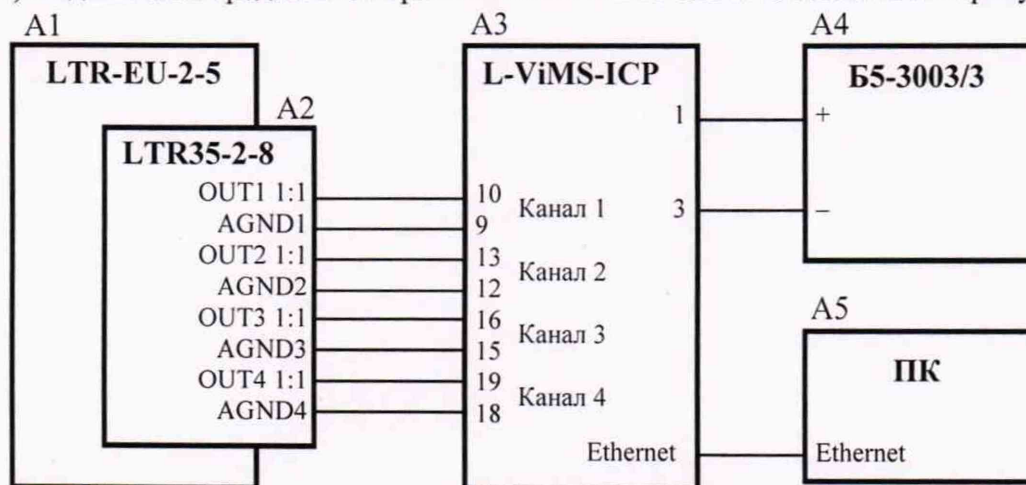 A1
LTR-EU-2-5
A2
LTR35-2-8
OUT1 1:1
AGND1
OUT2 1:1
AGND2
OUT3 1:1
AGND3
OUT4 1:1
AGND4
A3
L-ViMS-ICP
1
10
Канал 1
3
9
13
Канал 2
12
16
Канал 3
15
19
Канал 4
18
Ethernet
A4
Б5-3003/3
+
–
A5
ПК
Ethernet